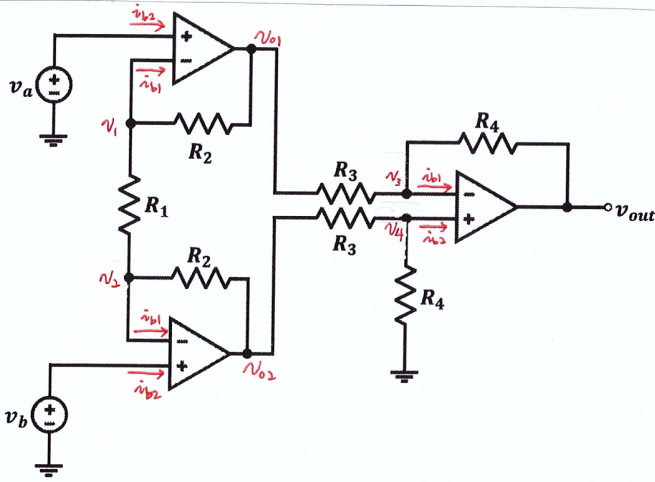 i_b2
+
v_o1
−
v_a
+
−
i_b1
v_1
R_2
R_4
R_3
v_3
i_b1
R_1
−
v_out
+
v_4
i_b2
R_3
v_2
R_2
R_4
i_b1
−
+
v_o2
i_b2
v_b
+
−